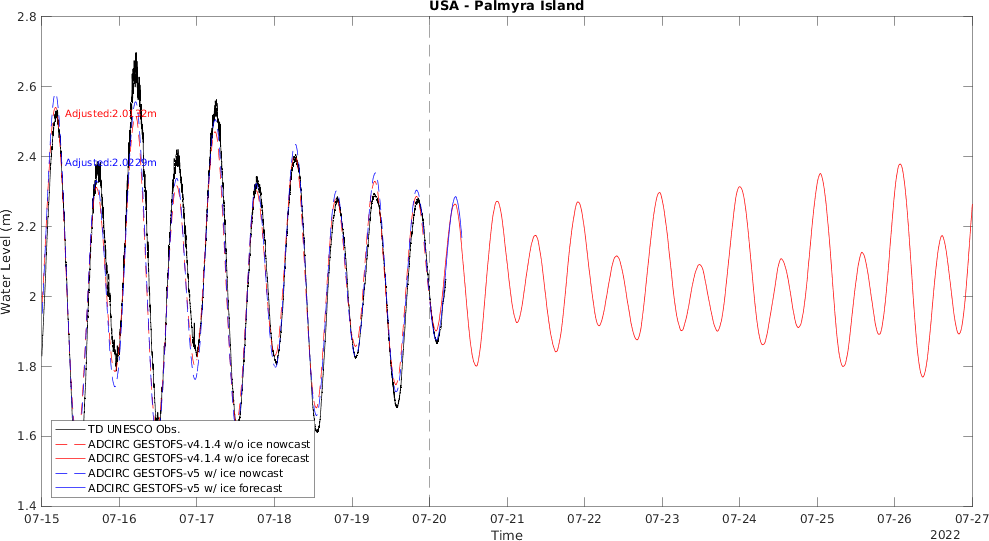 USA - Palmyra Island
2.8
2.6
2.4
2.2
2
1.8
1.6
1.4
Water Level (m)
Adjusted:2.0132m
Adjusted:2.0229m
TD UNESCO Obs.
ADCIRC GESTOFS-v4.1.4 w/o ice nowcast
ADCIRC GESTOFS-v4.1.4 w/o ice forecast
ADCIRC GESTOFS-v5 w/ ice nowcast
ADCIRC GESTOFS-v5 w/ ice forecast
07-15 07-16 07-17 07-18 07-19 07-20 07-21 07-22 07-23 07-24 07-25 07-26 07-27
Time
2022